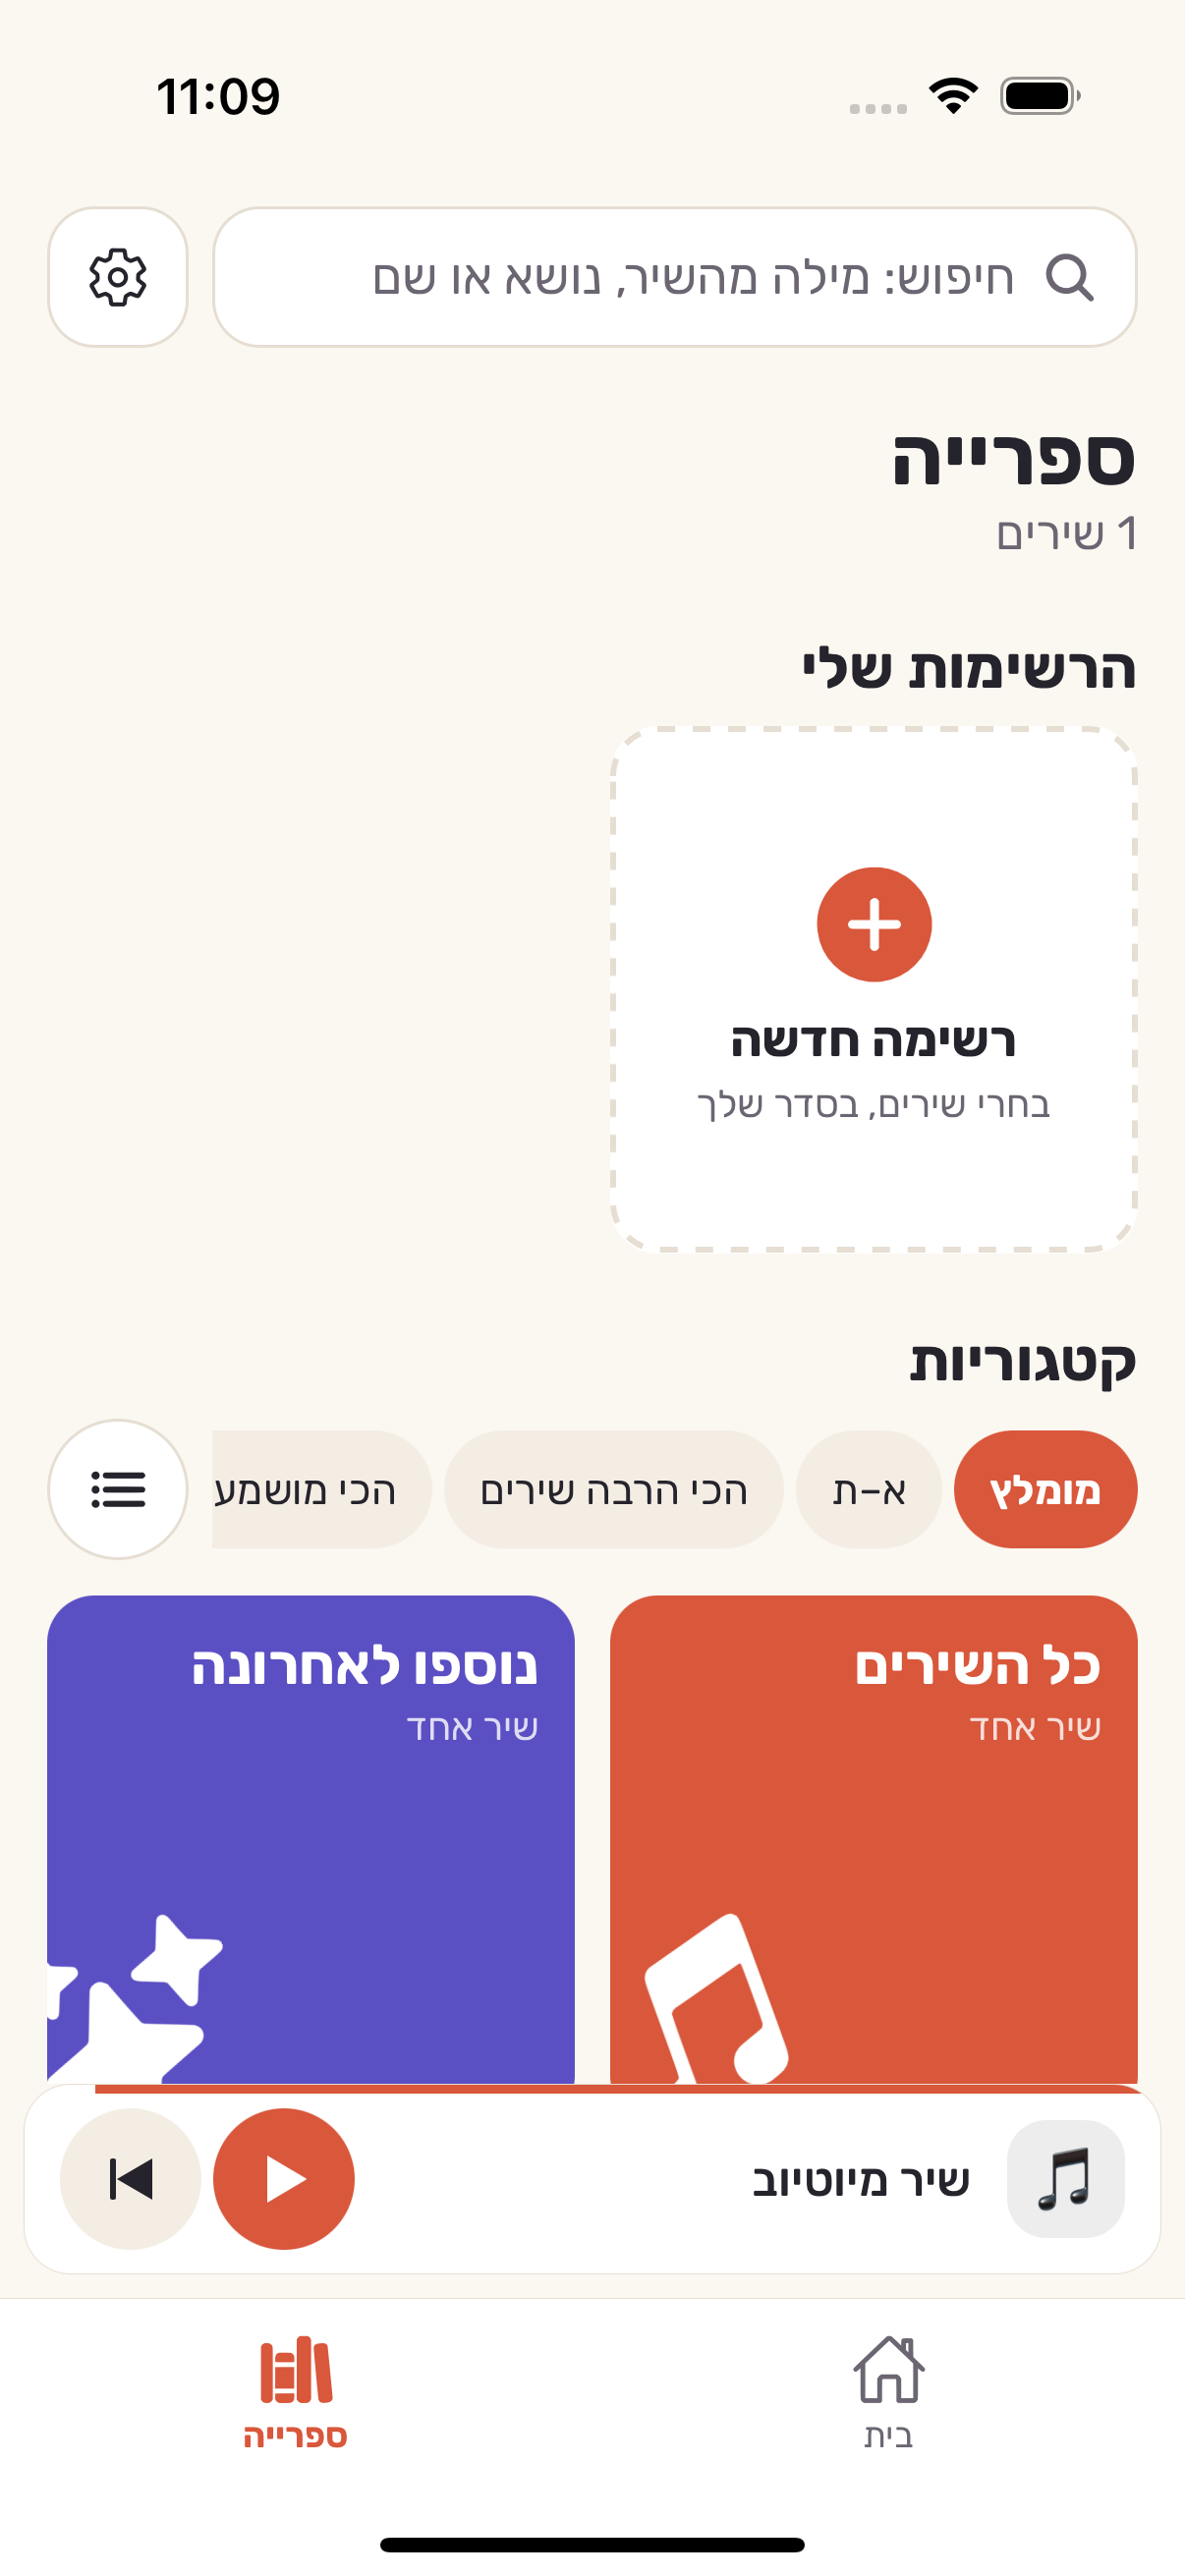 11:09
חיפוש: מילה מהשיר, נושא או שם
ספרייה
1 שירים
הרשימות שלי
רשימה חדשה
בחרי שירים, בסדר שלך
קטגוריות
מומלץ
א–ת
הכי הרבה שירים
הכי מושמע
כל השירים
שיר אחד
נוספו לאחרונה
שיר אחד
שיר מיוטיוב
בית
ספרייה